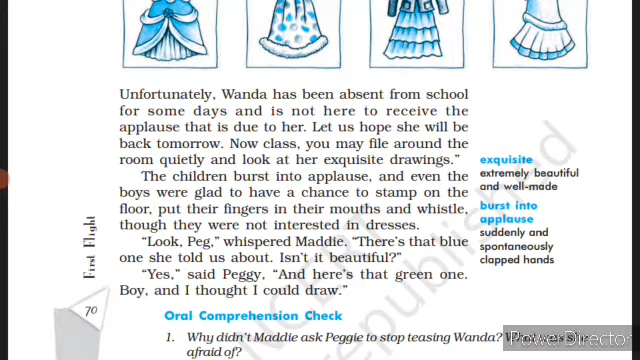 Unfortunately, Wanda has been absent from school
for some days and is not here to receive the
applause that is due to her. Let us hope she will be
back tomorrow. Now class, you may file around the
room quietly and look at her exquisite drawings.”
The children burst into applause, and even the
boys were glad to have a chance to stamp on the
floor, put their fingers in their mouths and whistle,
though they were not interested in dresses.
“Look, Peg,” whispered Maddie. “There’s that blue
one she told us about. Isn’t it beautiful?”
“Yes,” said Peggy, “And here’s that green one.
Boy, and I thought I could draw.”
exquisite
extremely beautiful
and well-made
burst into
applause
suddenly and
spontaneously
clapped hands
First Flight
70
Oral Comprehension Check
1. Why didn’t Maddie ask Peggie to stop teasing Wanda? What was she
afraid of?
NCERT
republished
PowerDirector